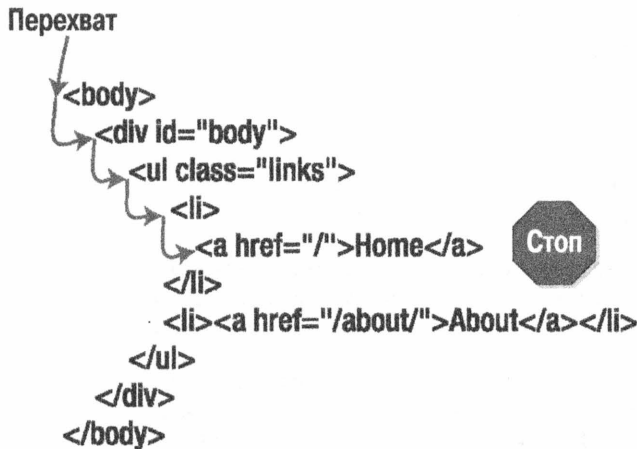 Перехват
<body>
<div id="body">
<ul class="links">
<li>
<a href="/">Home</a>
Стоп
</li>
<li><a href="/about/">About</a></li>
</ul>
</div>
</body>